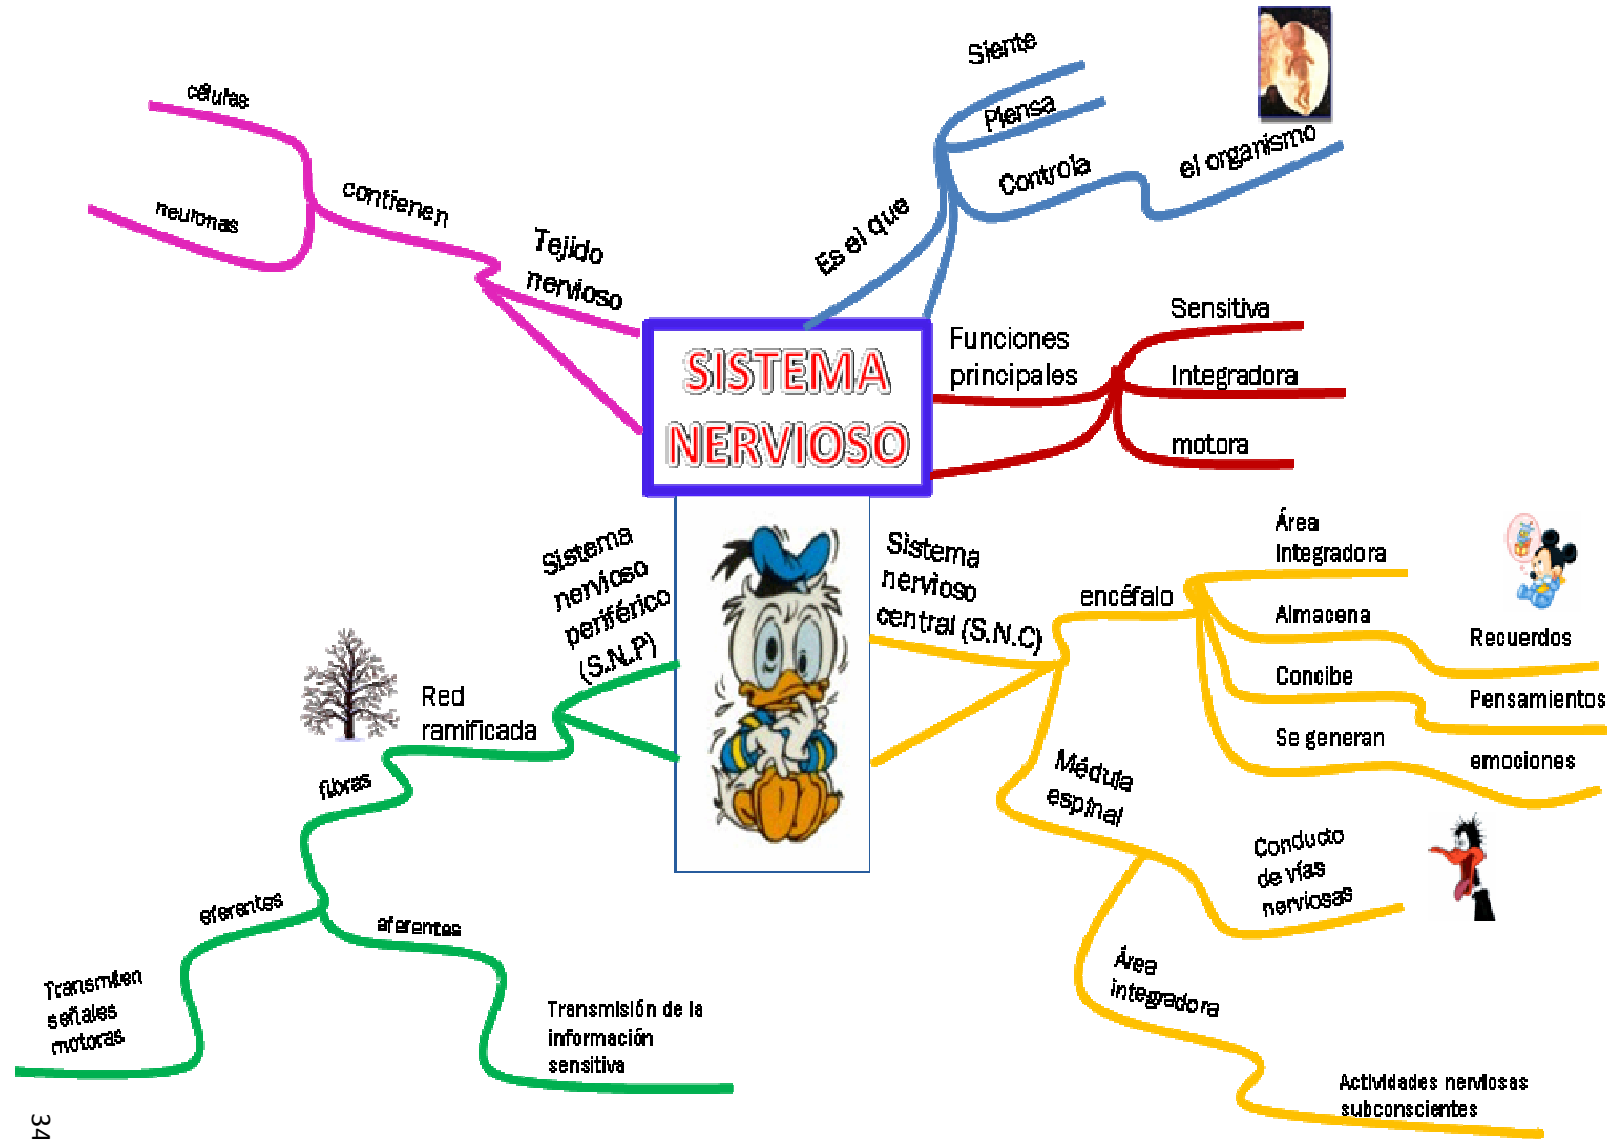 SISTEMA
NERVIOSO
Es el que
Siente
Piensa
Controla
el organismo
Funciones
principales
Sensitiva
Integradora
motora
Sistema
nervioso
central (S.N.C)
encéfalo
Área
Integradora
Almacena
Recuerdos
Concibe
Pensamientos
Se generan
emociones
Médula
espinal
Conducto
de vías
nerviosas
Área
integradora
Actividades nerviosas
subconscientes
Sistema
nervioso
periférico
(S.N.P)
Red
ramificada
fibras
eferentes
Transmiten
señales
motoras
aferentes
Transmisión de la
información
sensitiva
Tejido
nervioso
contienen
células
neuronas
34